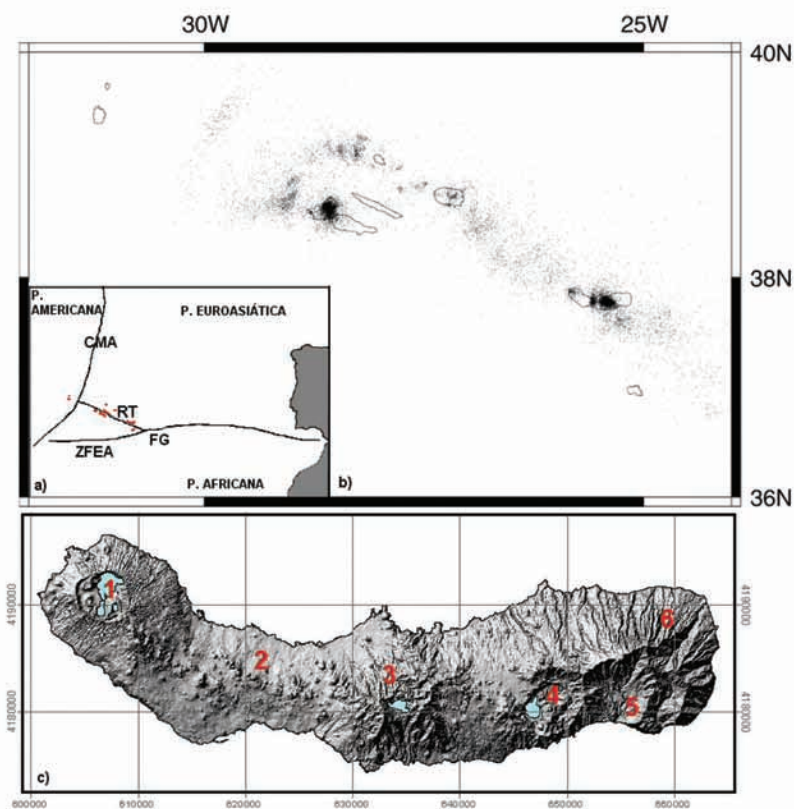 30W 25W
40N
38N
36N
P. AMERICANA
P. EUROASIÁTICA
CMA
RT
FG
ZFEA
P. AFRICANA
a)
b)
1
2
3
4
5
6
4190000
4190000
4180000
4180000
c)
600000 610000 620000 630000 640000 650000 660000